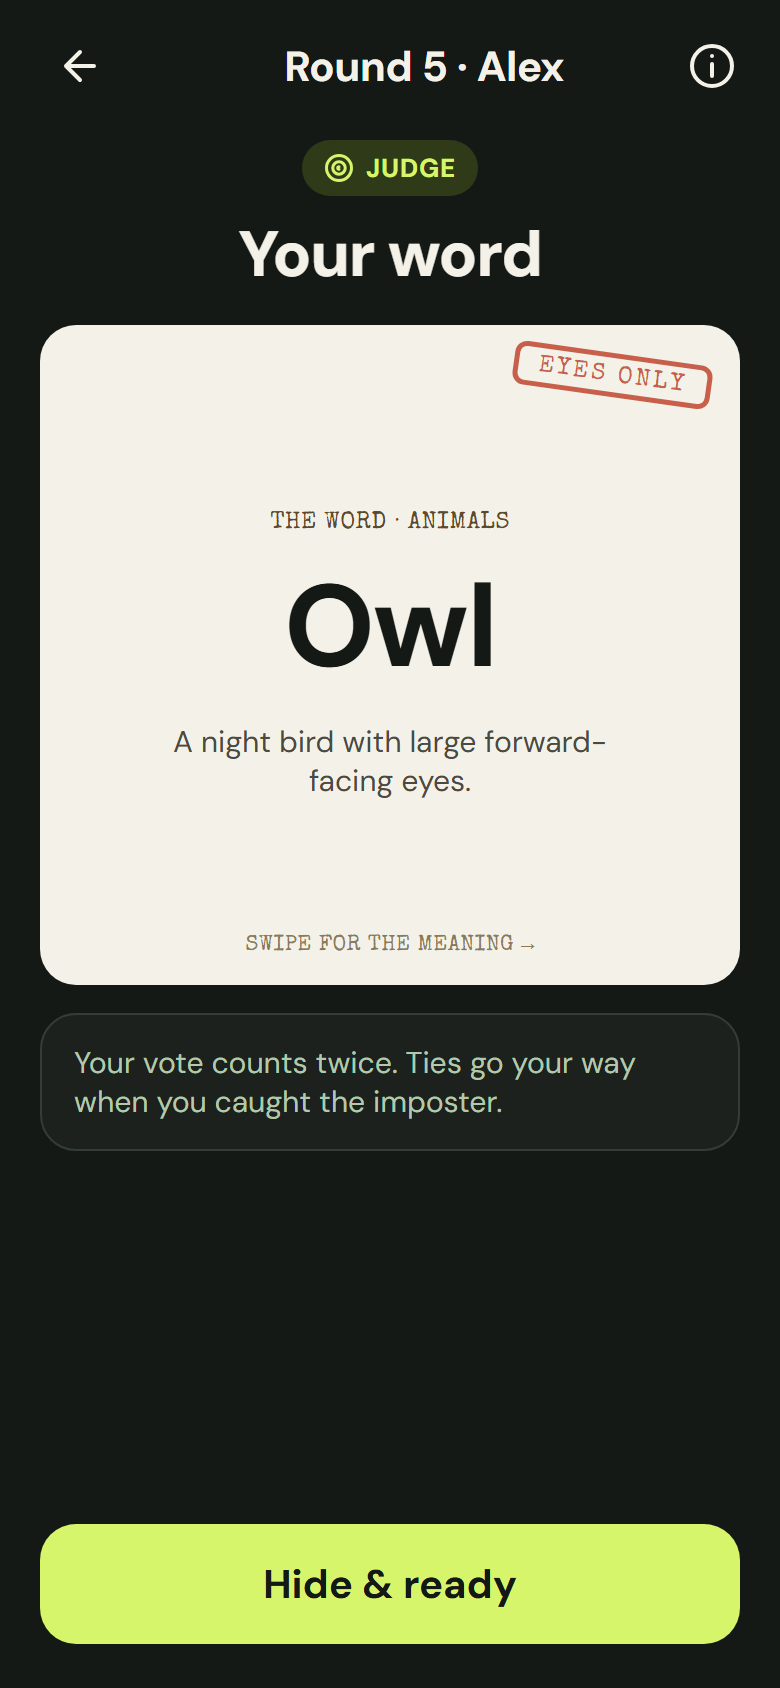 Round 5 · Alex
JUDGE
Your word
EYES ONLY
THE WORD · ANIMALS
Owl
A night bird with large forward-
facing eyes.
SWIPE FOR THE MEANING →
Your vote counts twice. Ties go your way
when you caught the imposter.
Hide & ready